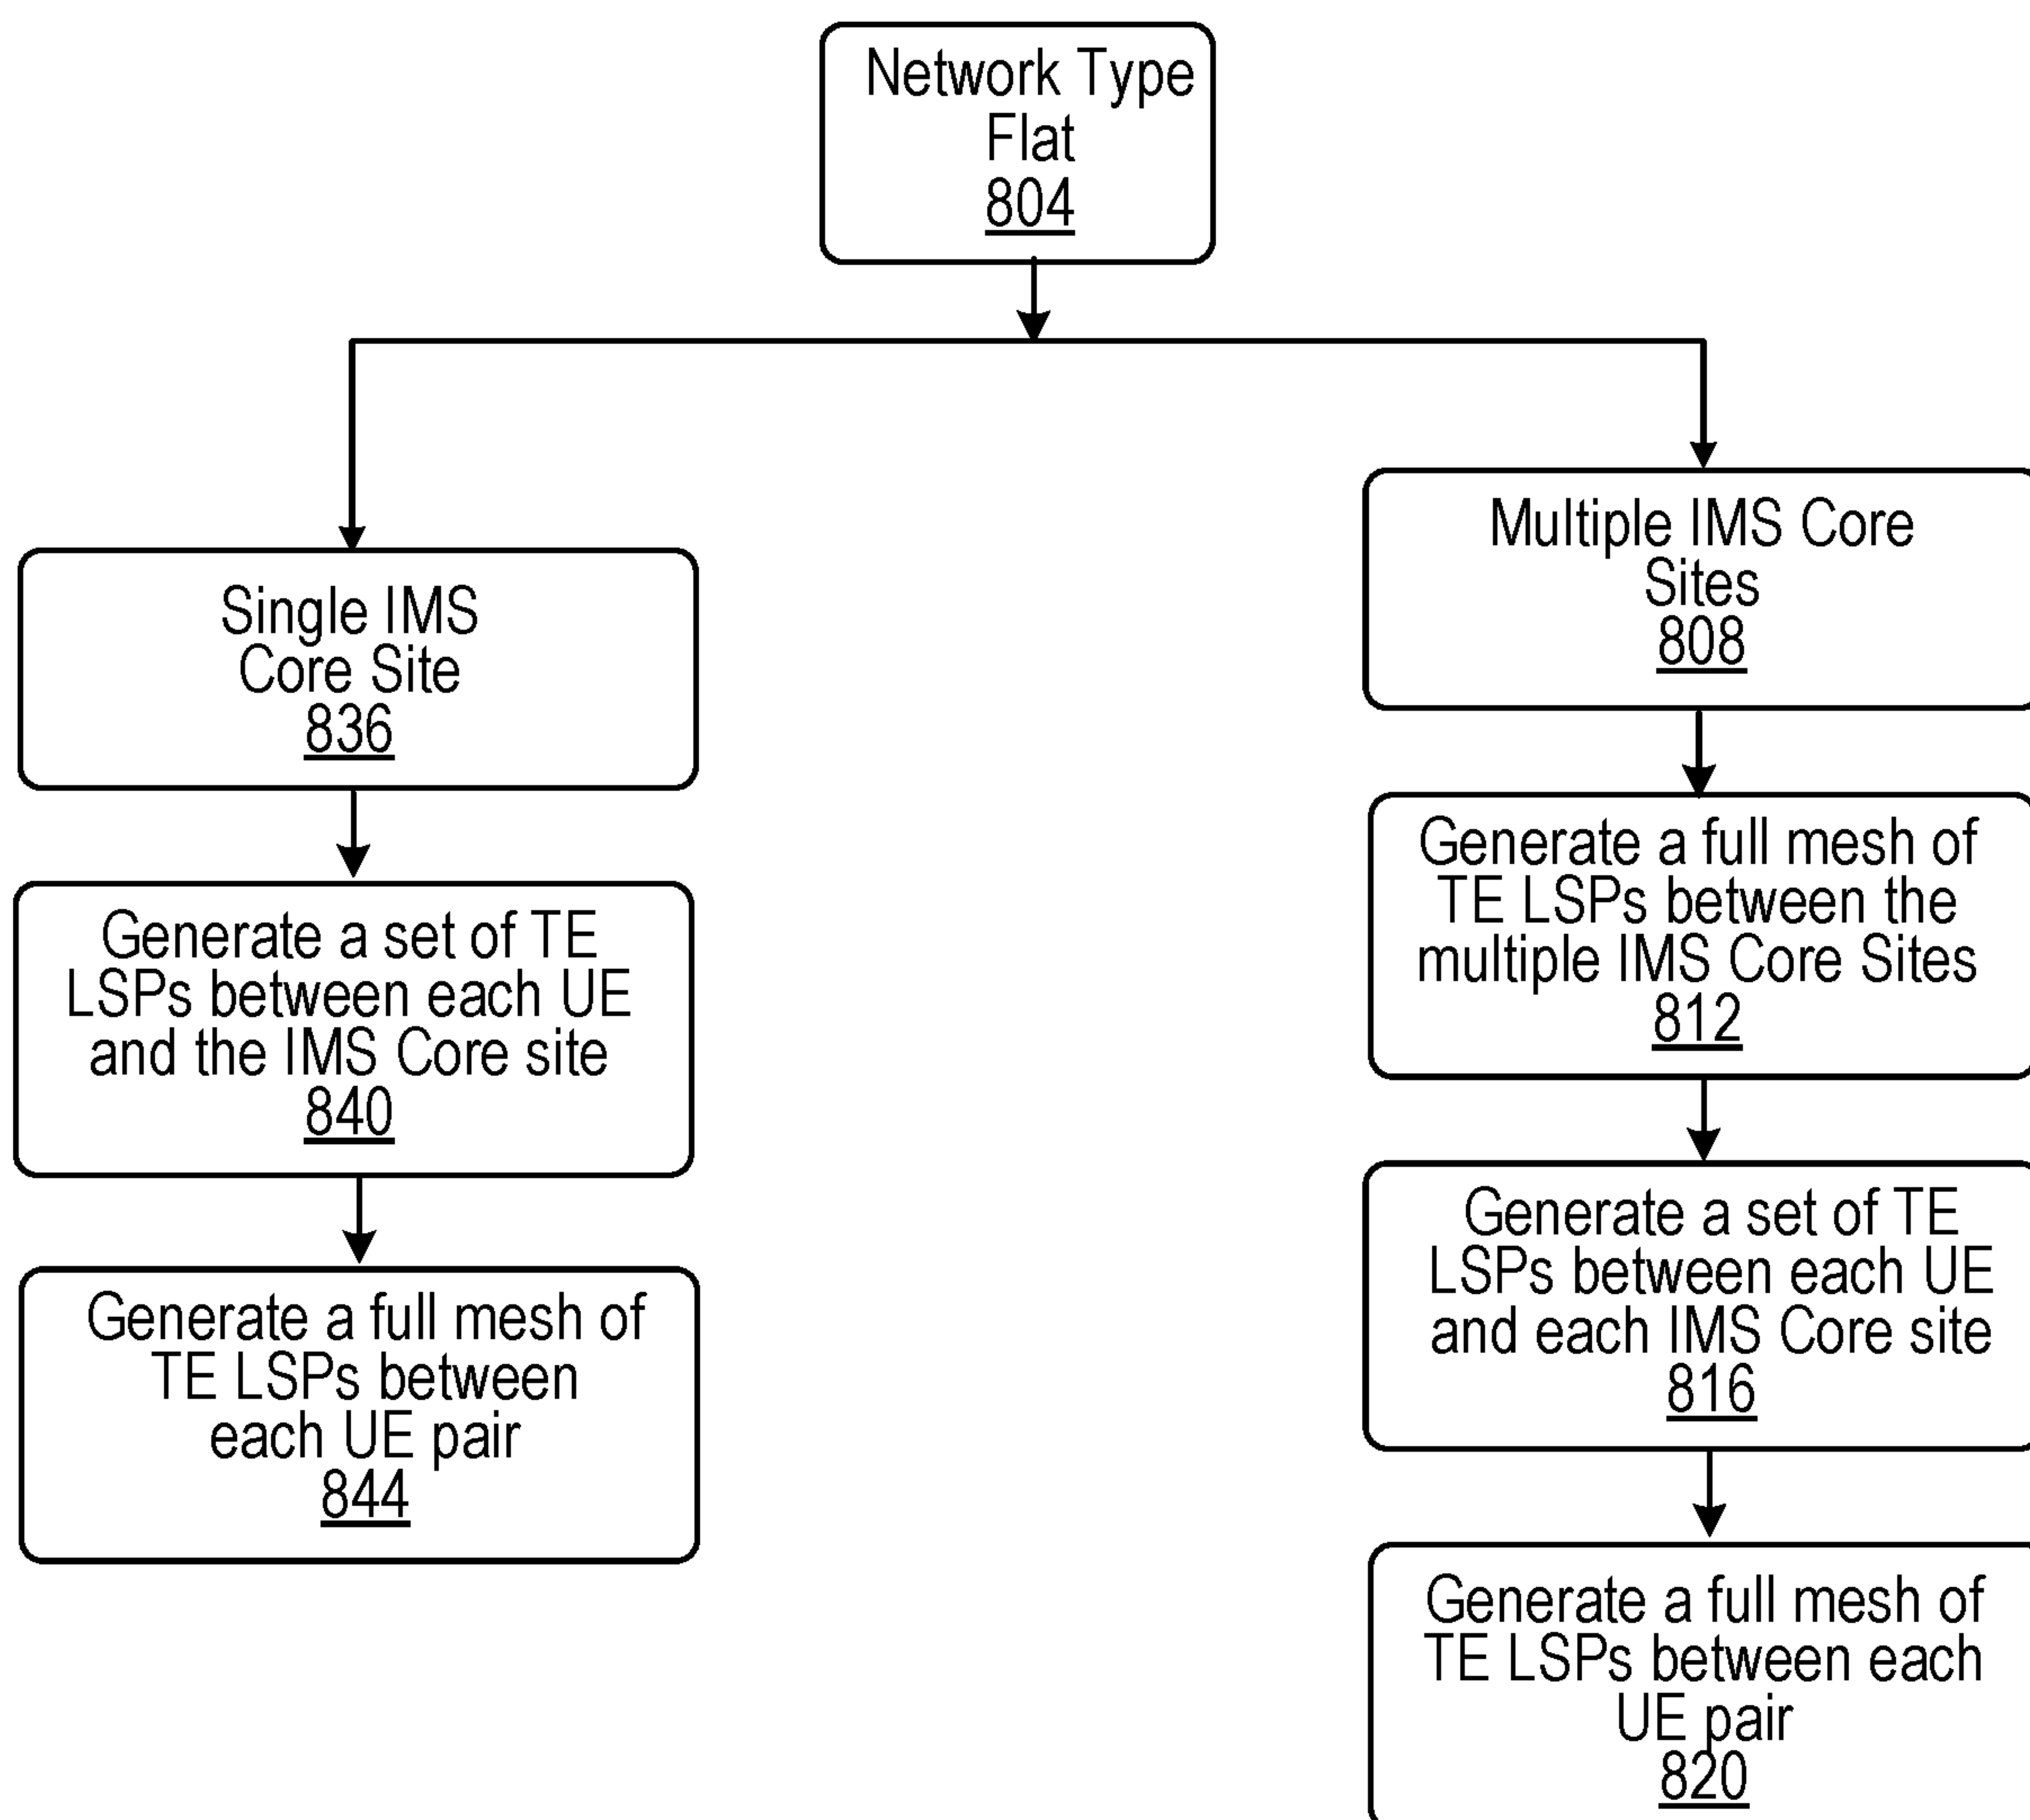 Network Type
Flat
804
Single IMS
Core Site
836
Generate a set of TE
LSPs between each UE
and the IMS Core site
840
Generate a full mesh of
TE LSPs between
each UE pair
844
Multiple IMS Core
Sites
808
Generate a full mesh of
TE LSPs between the
multiple IMS Core Sites
812
Generate a set of TE
LSPs between each UE
and each IMS Core site
816
Generate a full mesh of
TE LSPs between each
UE pair
820